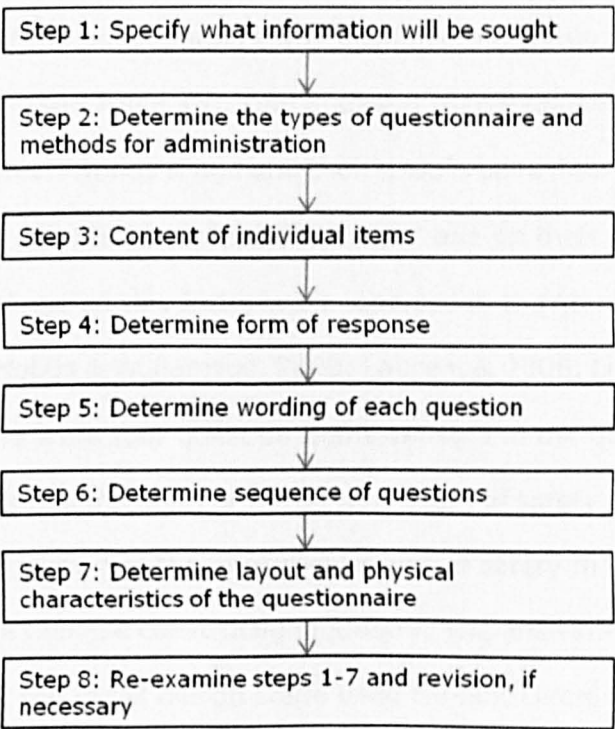 Step 1: Specify what information will be sought
Step 2: Determine the types of questionnaire and
methods for administration
Step 3: Content of individual items
Step 4: Determine form of response
Step 5: Determine wording of each question
Step 6: Determine sequence of questions
Step 7: Determine layout and physical
characteristics of the questionnaire
Step 8: Re-examine steps 1-7 and revision, if
necessary